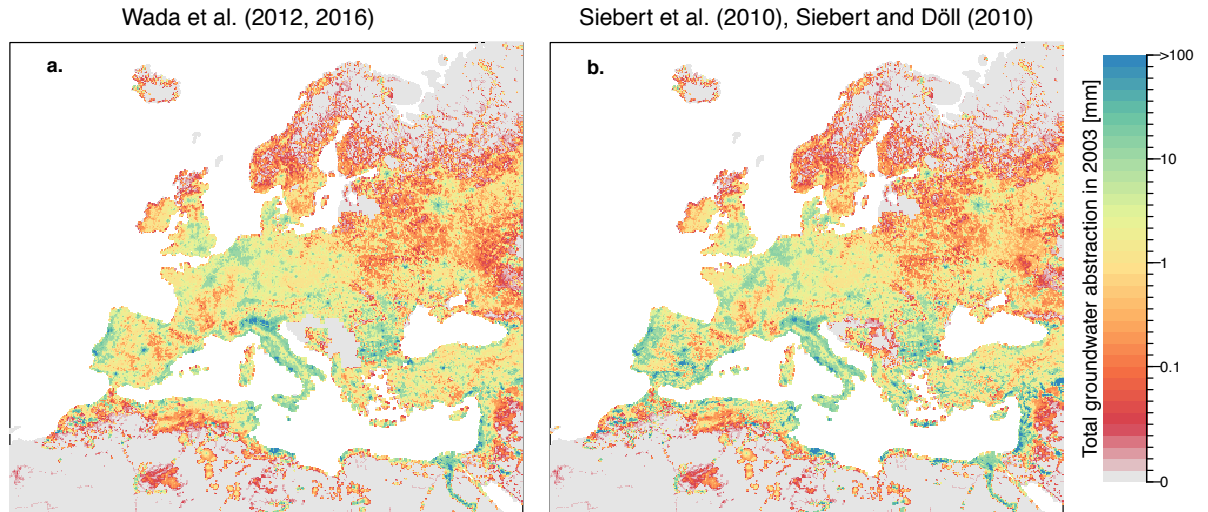 Wada et al. (2012, 2016)
Siebert et al. (2010), Siebert and Döll (2010)
a.
b.
Total groundwater abstraction in 2003 [mm]
>100
10
1
0.1
0